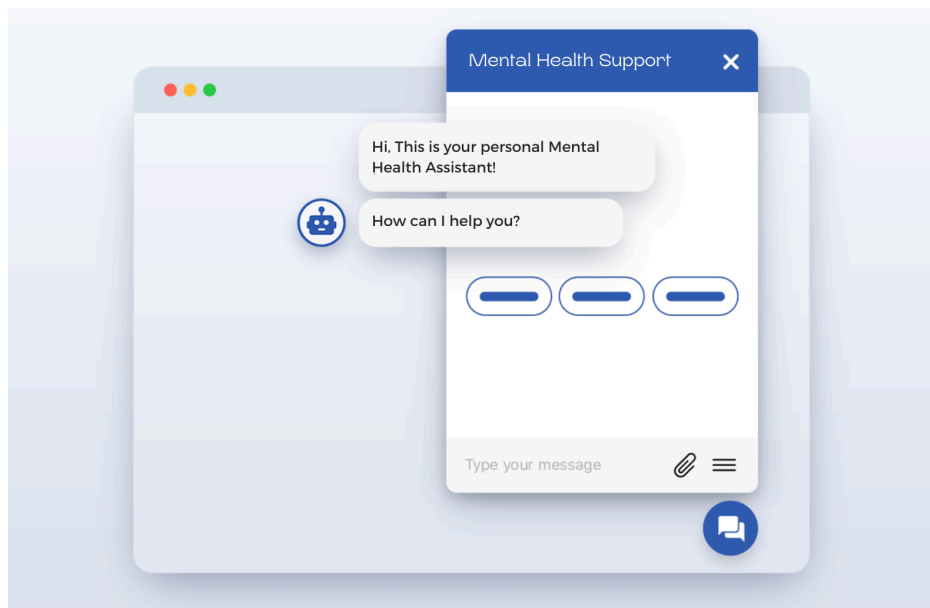 Mental Health Support
Hi, This is your personal Mental
Health Assistant!
How can I help you?
Type your message